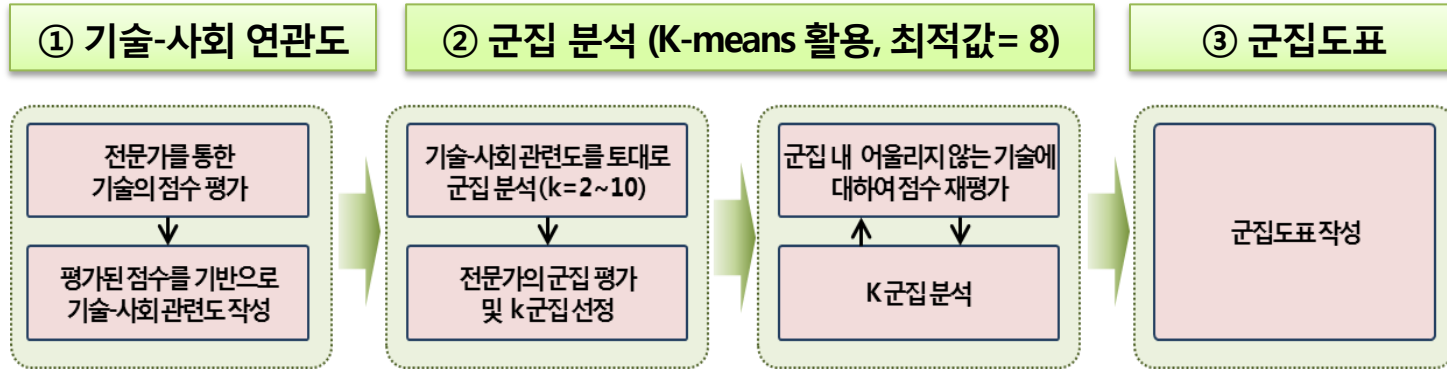 ① 기술-사회 연관도
② 군집 분석 (K-means 활용, 최적값= 8)
③ 군집도표
전문가를 통한
기술의 점수 평가
평가된 점수를 기반으로
기술-사회 관련도 작성
기술-사회 관련도를 토대로
군집 분석(k=2~10)
전문가의 군집 평가
및 k 군집 선정
군집 내 어울리지 않는 기술에
대하여 점수 재평가
K 군집 분석
군집도표 작성